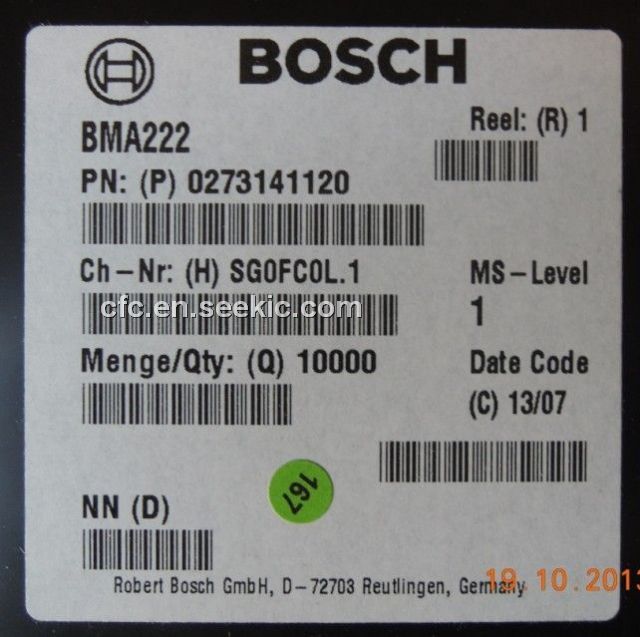 BOSCH
BMA222
Reel: (R) 1
PN: (P) 0273141120
Ch-Nr: (H) SG0FC0L.1
MS-Level
1
cfc.en.seekic.com
Menge/Qty: (Q) 10000
Date Code
(C) 13/07
167
NN (D)
Robert Bosch GmbH, D-72703 Reutlingen, Germany
19.10.2013